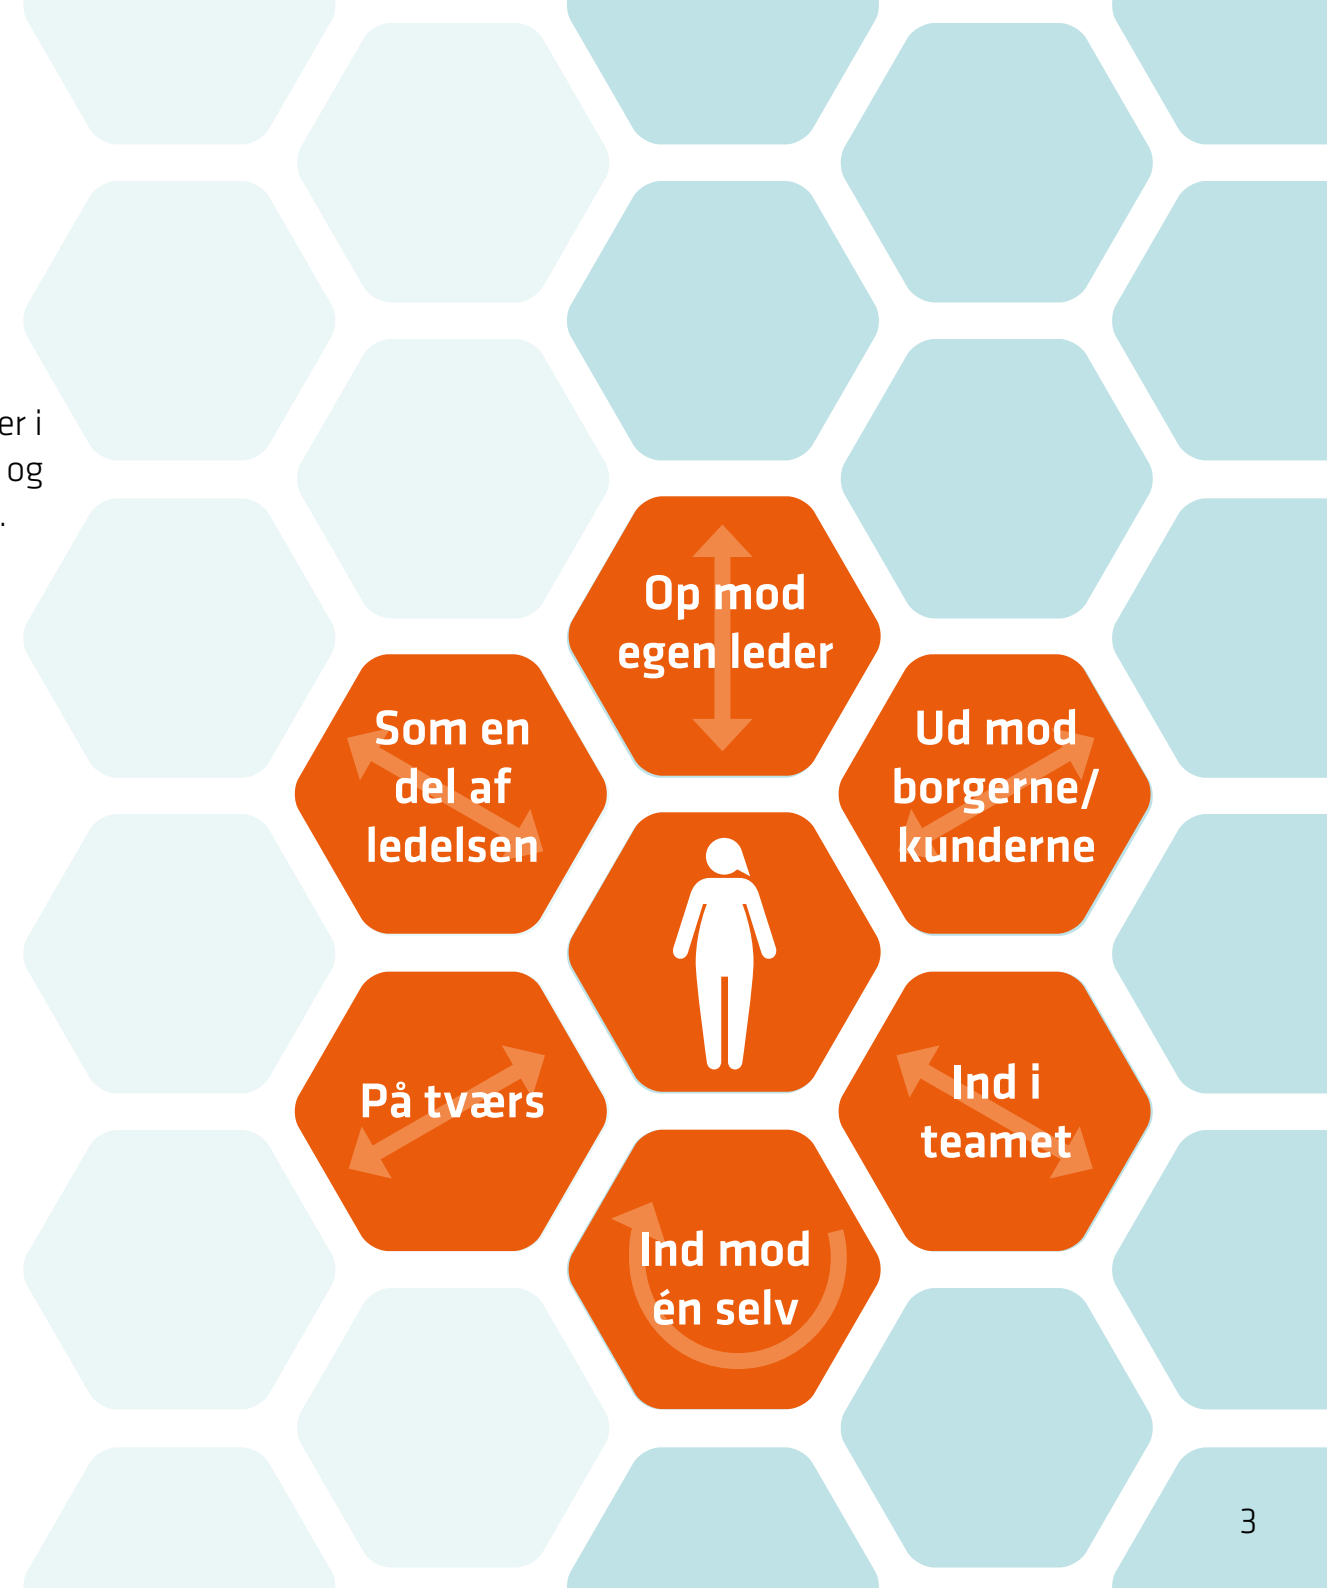 er i
og
.
Op mod
egen leder
Som en
del af
ledelsen
Ud mod
borgerne/
kunderne
På tværs
Ind i
teamet
Ind mod
én selv
3